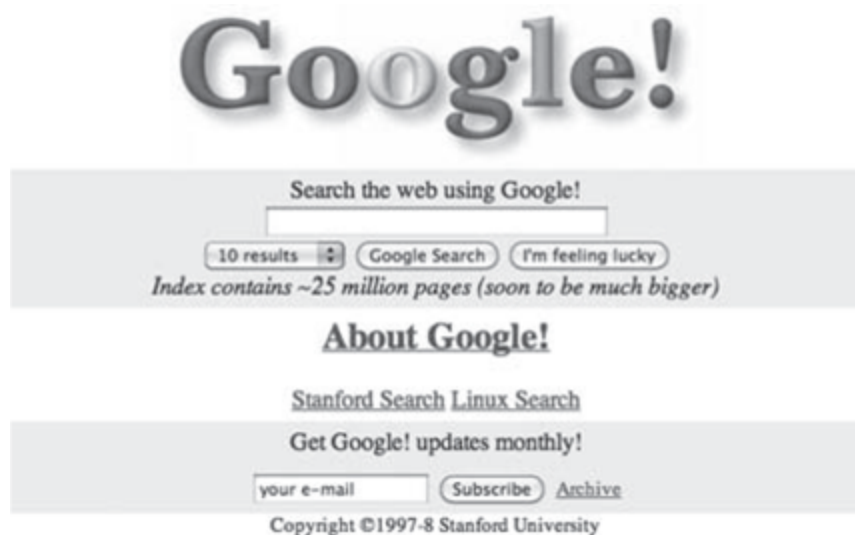 Google!
Search the web using Google!
10 results Google Search I'm feeling lucky
Index contains ~25 million pages (soon to be much bigger)
About Google!
Stanford Search Linux Search
Get Google! updates monthly!
your e-mail Subscribe Archive
Copyright ©1997-8 Stanford University